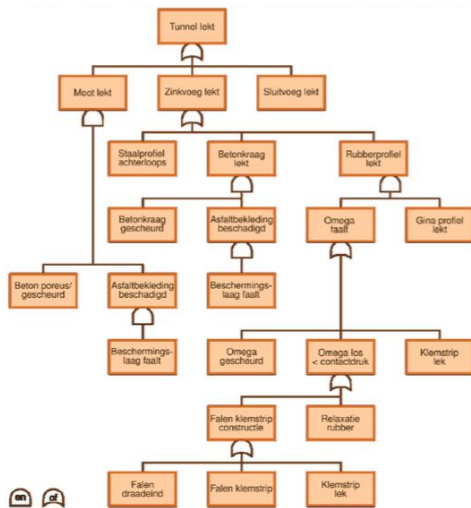 Tunnel lekt
Moot lekt
Zinkvoeg lekt
Sluitvoeg lekt
Staalprofiel
achterloops
Betonkraag
lekt
Rubberprofiel
lekt
Betonkraag
gescheurd
Asfaltbekleding
beschadigd
Omega
faalt
Gina profiel
lekt
Beton poreus/
gescheurd
Asfaltbekleding
beschadigd
Beschermings-
laag faalt
Beschermings-
laag faalt
Omega
gescheurd
Omega los
< contactdruk
Klemstrip
lek
Falen klemstrip
constructie
Relaxatie
rubber
Falen
draadeind
Falen klemstrip
Klemstrip
lek
en
of